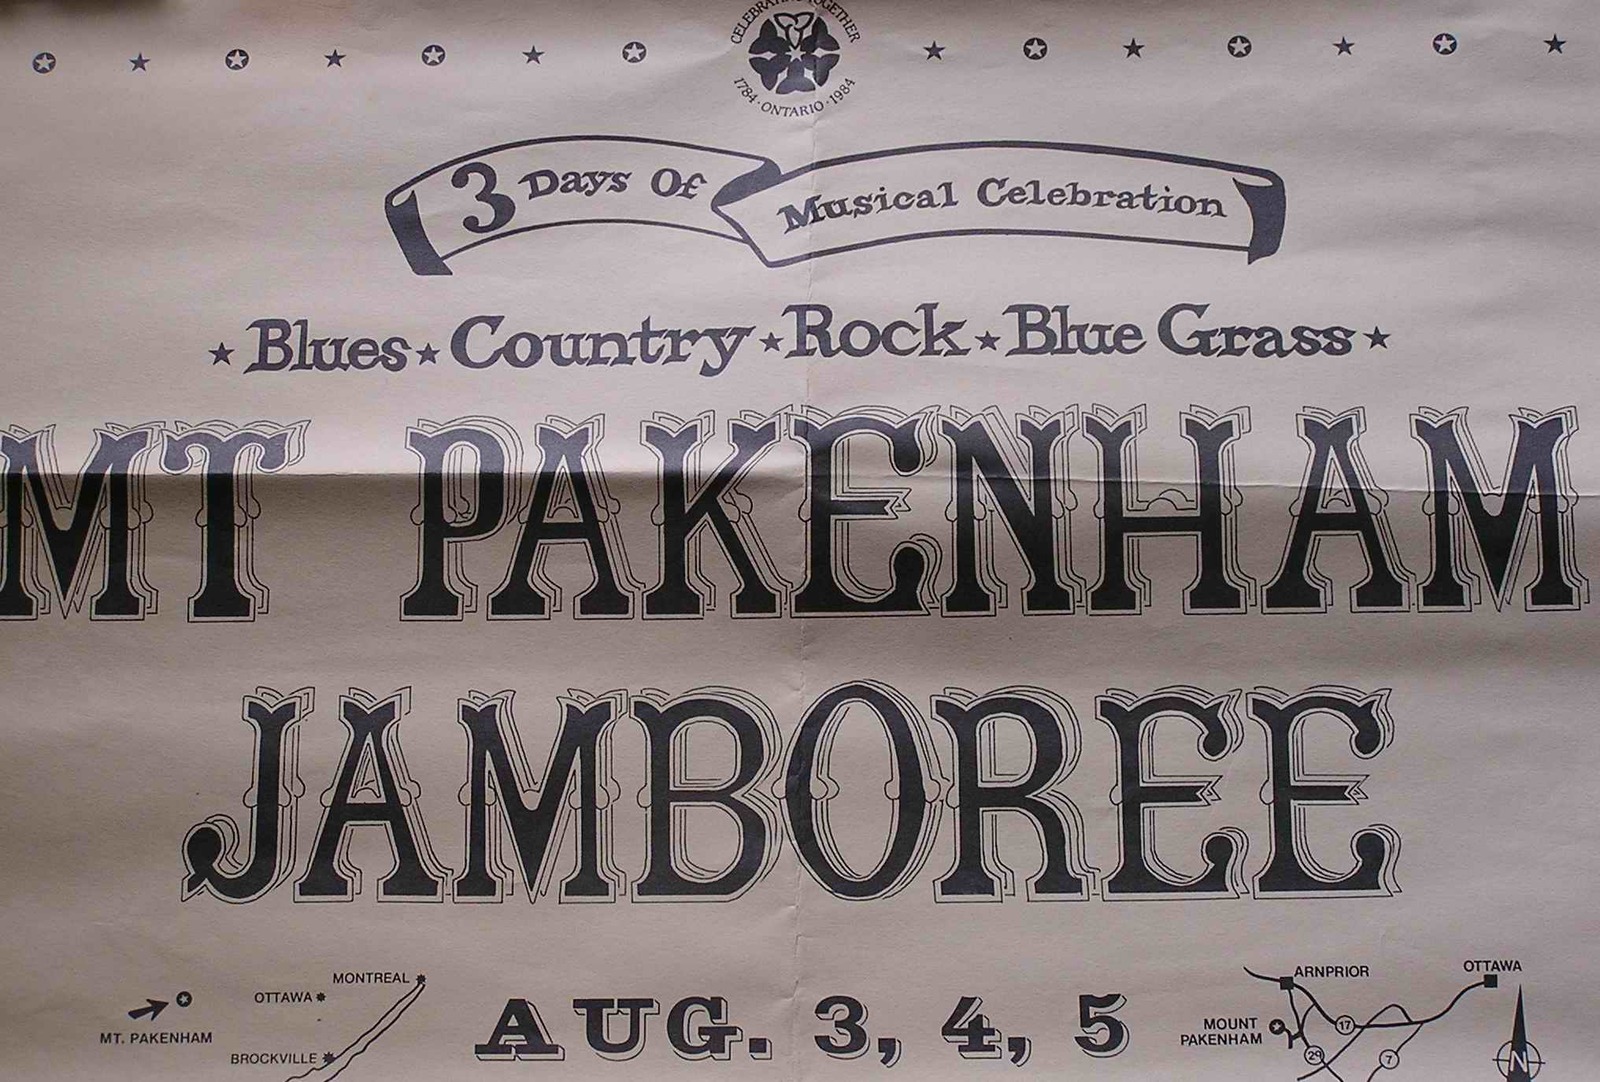 CELEBRATING TOGETHER
1784 · ONTARIO · 1984
3 Days Of Musical Celebration
Blues Country Rock Blue Grass
MT PAKENHAM
JAMBOREE
MT. PAKENHAM
OTTAWA
MONTREAL
BROCKVILLE
AUG. 3, 4, 5
ARNPRIOR
OTTAWA
MOUNT
PAKENHAM
17
29
7
N